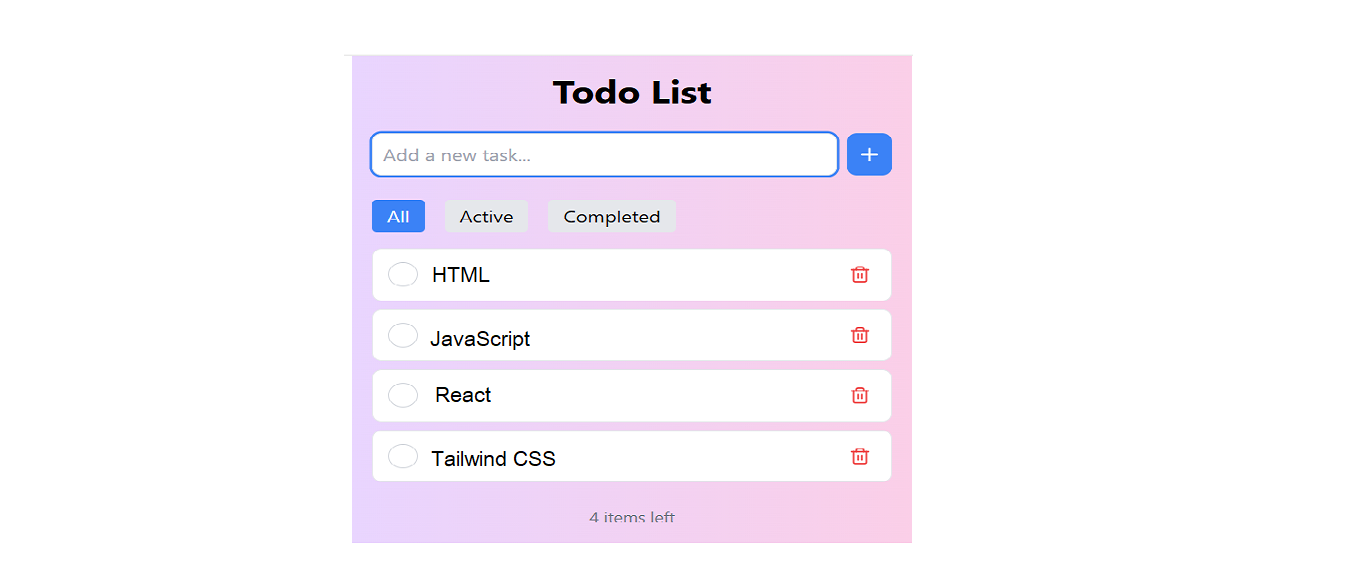 Todo List
Add a new task...
All Active Completed
HTML
JavaScript
React
Tailwind CSS
4 items left